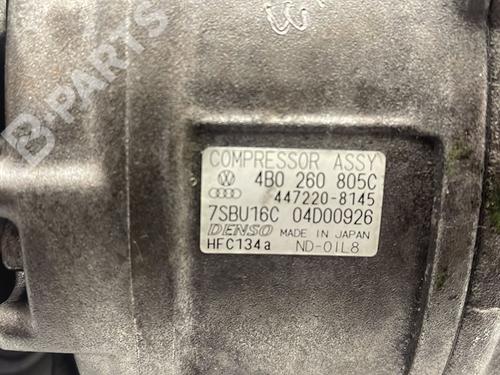 B-PARTS
COMPRESSOR ASSY
4B0 260 805C
447220-8145
7SBU16C 04D00926
DENSO MADE IN JAPAN
HFC134a ND-OIL8